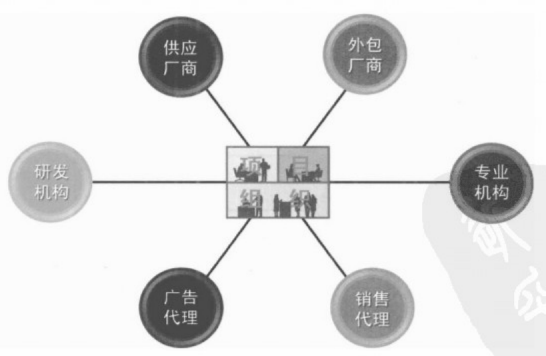 供应
厂商
外包
厂商
研发
机构
项目
组织
专业
机构
广告
代理
销售
代理